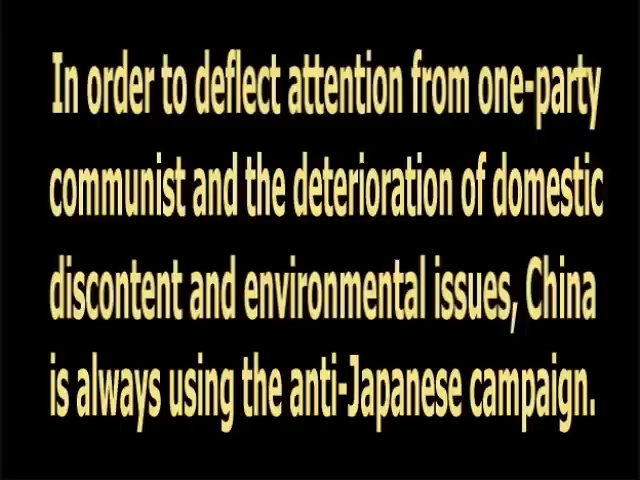 In order to deflect attention from one-party
communist and the deterioration of domestic
discontent and environmental issues, China
is always using the anti-Japanese campaign.